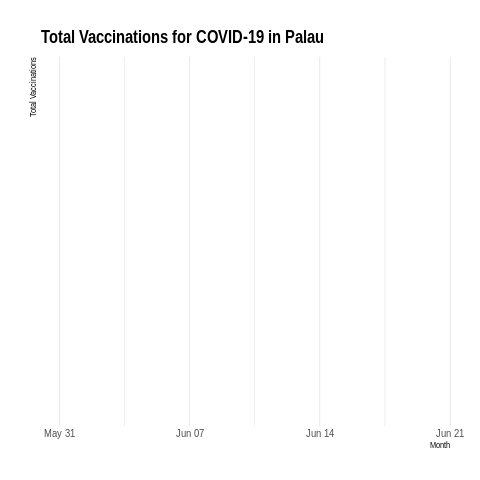 Total Vaccinations for COVID-19 in Palau
Total Vaccinations
May 31
Jun 07
Jun 14
Jun 21
Month